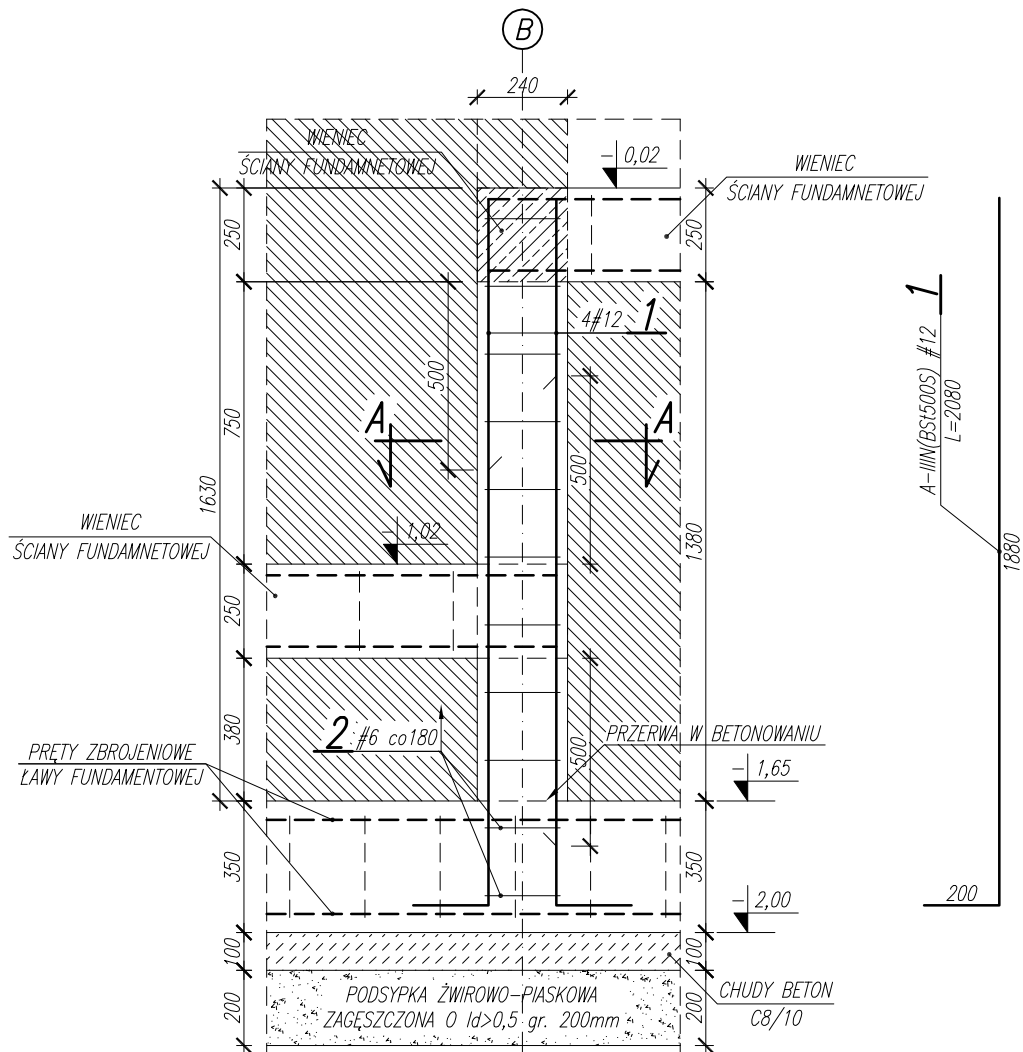 B
240
WIENIEC
ŚCIANY FUNDAMNETOWEJ
- 0,02
WIENIEC
ŚCIANY FUNDAMNETOWEJ
250
250
4#12 1
1
A-IIIN(BSt500S) #12
L=2080
500
A
A
750
500
1630
- 1,02
WIENIEC
ŚCIANY FUNDAMNETOWEJ
1380
1880
250
2 #6 co180
PRZERWA W BETONOWANIU
380
500
PRĘTY ZBROJENIOWE
ŁAWY FUNDAMENTOWEJ
- 1,65
350
350
- 2,00
200
100
100
PODSYPKA ŻWIROWO-PIASKOWA
ZAGĘSZCZONA O Id>0,5 gr. 200mm
CHUDY BETON
C8/10
200
200